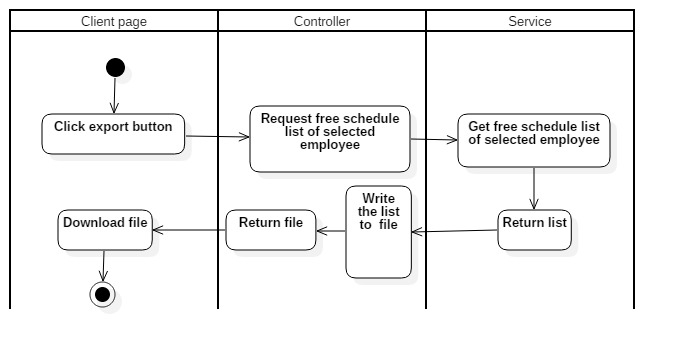 Client page
Controller
Service
Click export button
Request free schedule
list of selected
employee
Get free schedule list
of selected employee
Download file
Return file
Write
the list
to file
Return list